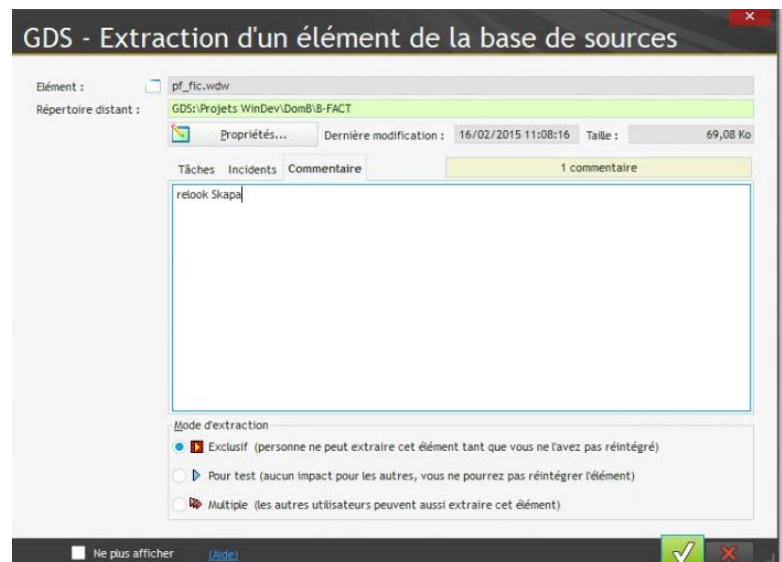 GDS - Extraction d'un élément de la base de sources
Elément : pf_fic.wdw
Répertoire distant : GDS:\Projets WinDev\DomB\B-FACT
Propriétés... Dernière modification : 16/02/2015 11:08:16 Taille : 69,08 Ko
Tâches Incidents Commentaire 1 commentaire
relook Skapa
Mode d'extraction
Exclusif (personne ne peut extraire cet élément tant que vous ne l'avez pas réintégré)
Pour test (aucun impact pour les autres, vous ne pourrez pas réintégrer l'élément)
Multiple (les autres utilisateurs peuvent aussi extraire cet élément)
Ne plus afficher (Aide)